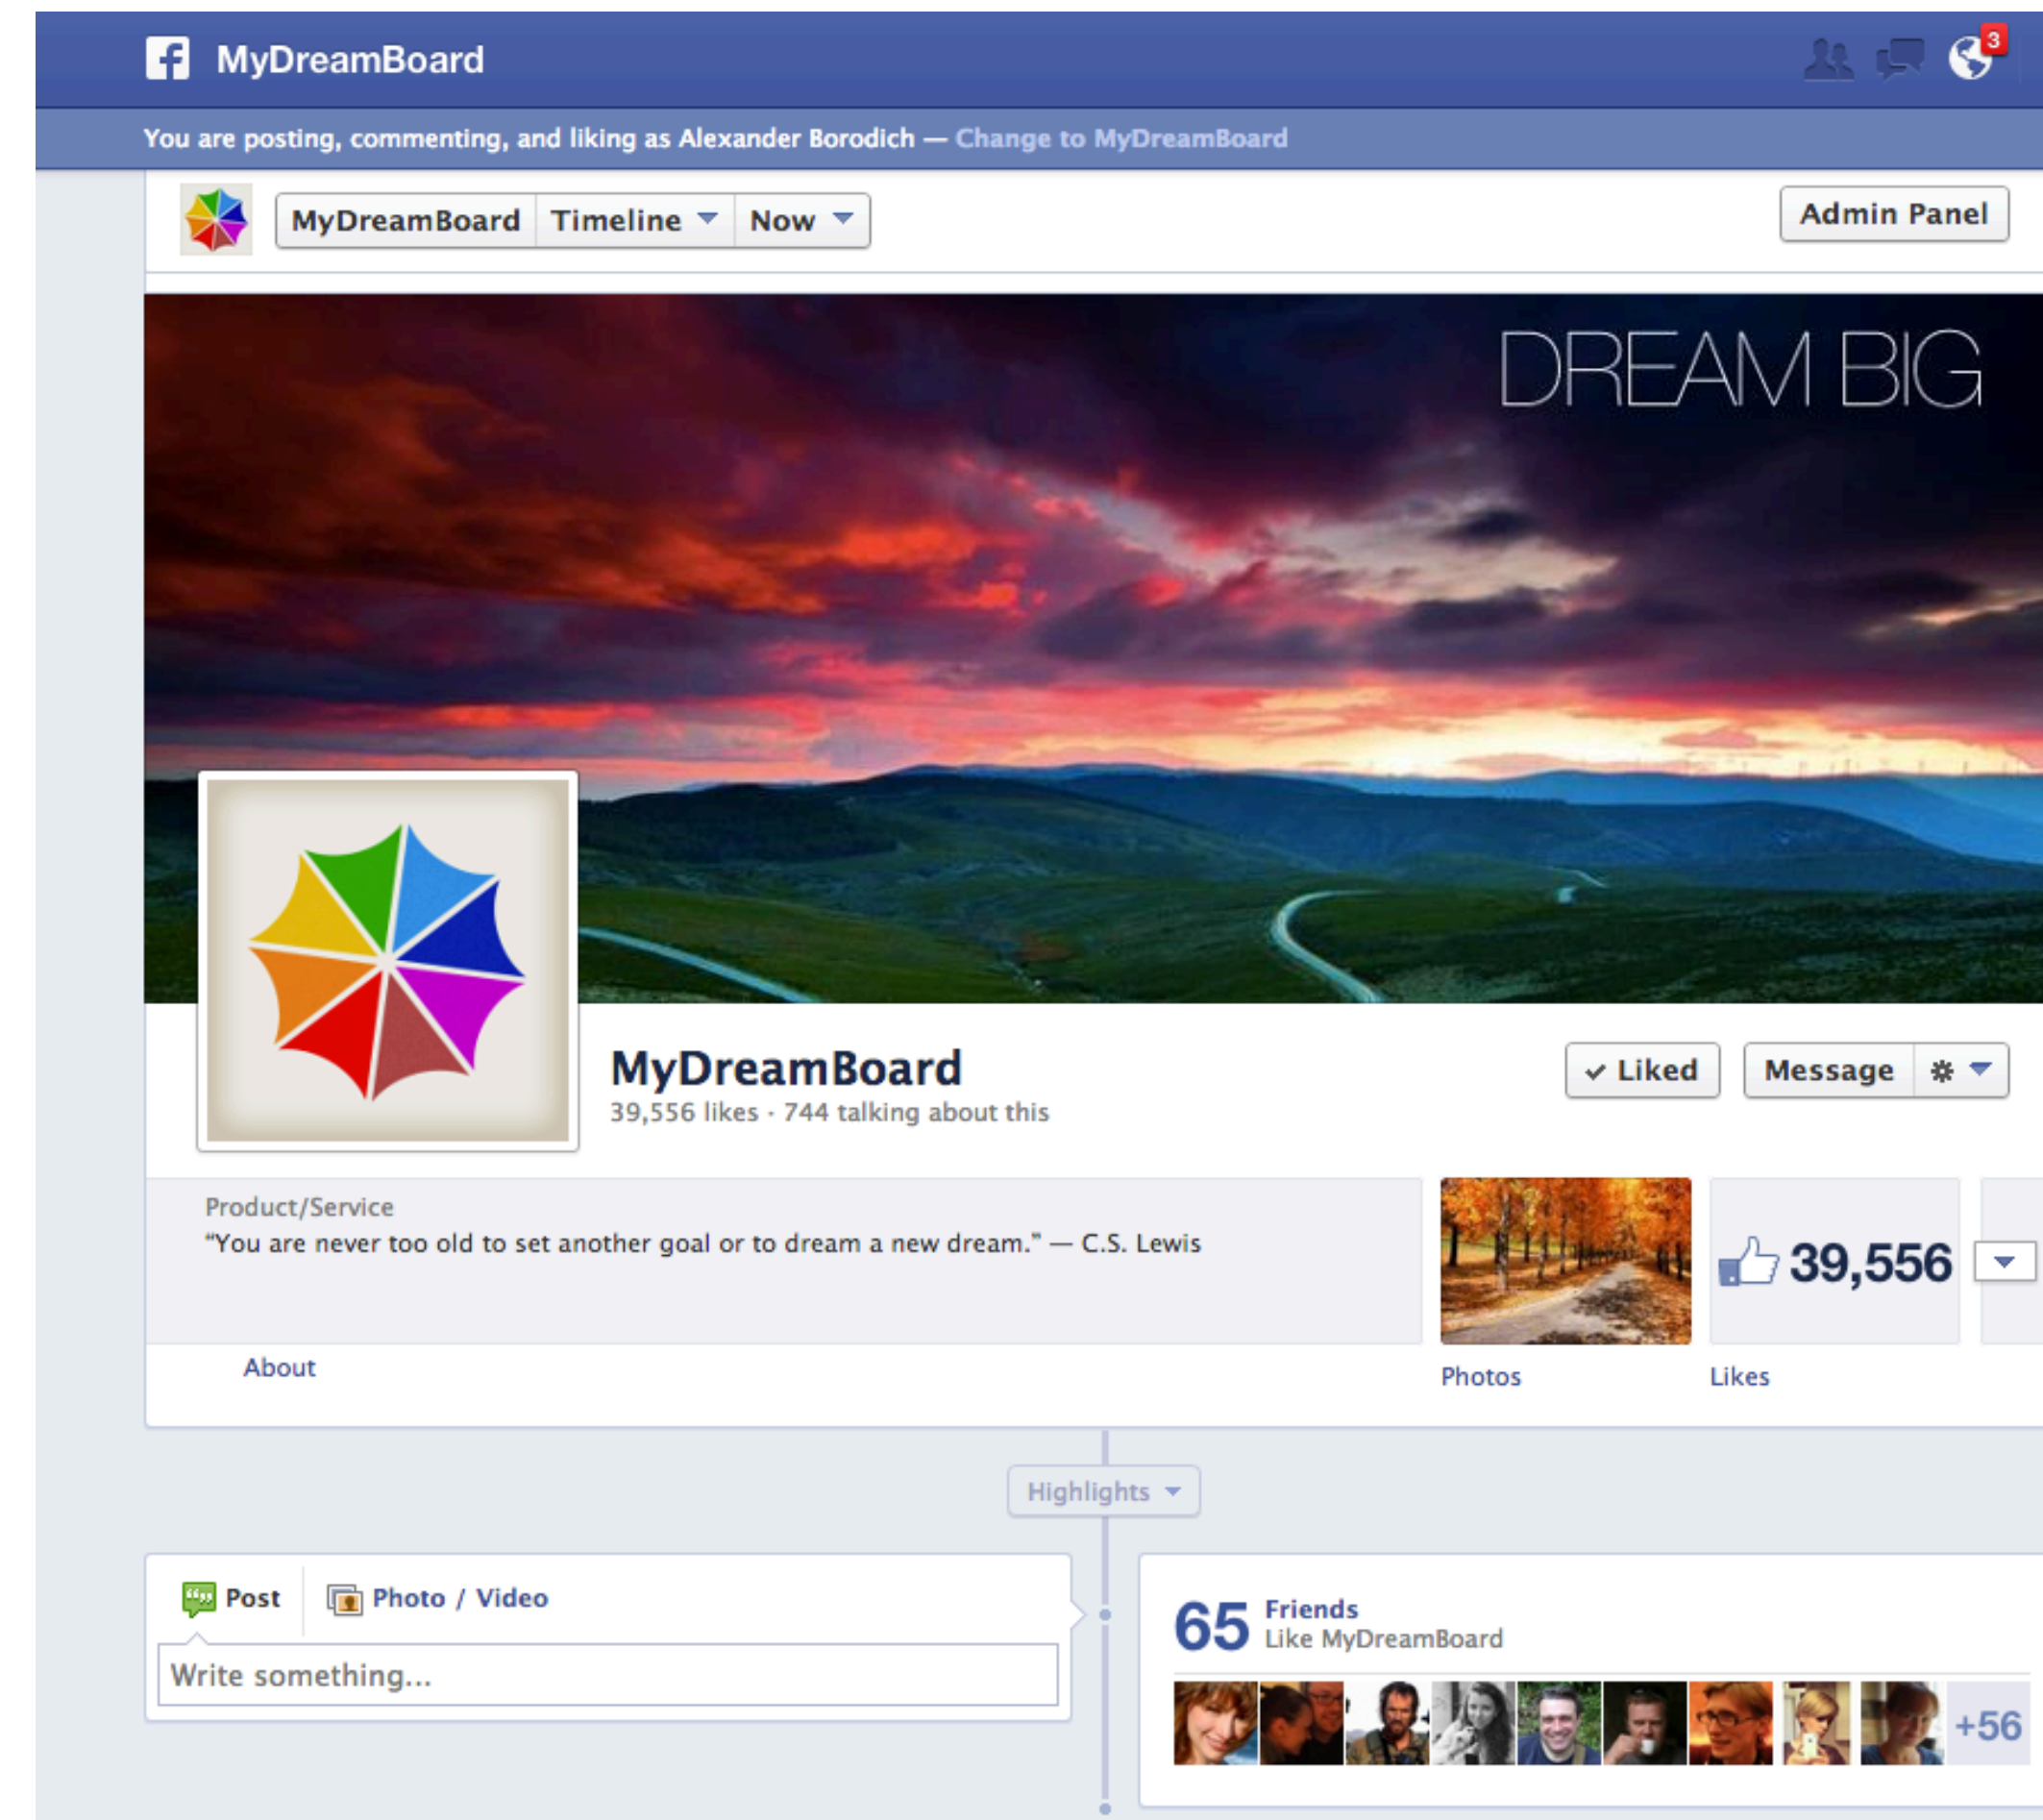 MyDreamBoard
3
You are posting, commenting, and liking as Alexander Borodich — Change to MyDreamBoard
MyDreamBoard Timeline Now
Admin Panel
DREAM BIG
MyDreamBoard
39,556 likes · 744 talking about this
Liked
Message
Product/Service
“You are never too old to set another goal or to dream a new dream.” — C.S. Lewis
39,556
About
Photos
Likes
Highlights
Post
Photo / Video
Write something...
65
Friends
Like MyDreamBoard
+56